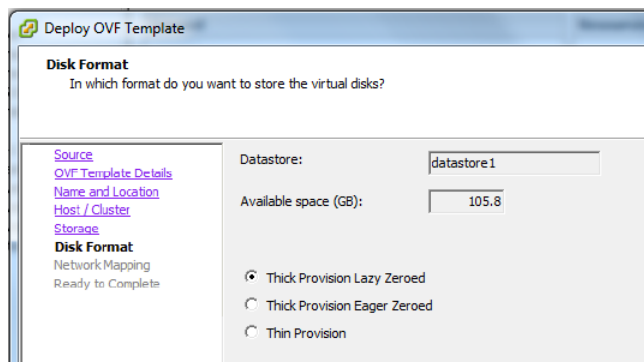 Deploy OVF Template
Disk Format
In which format do you want to store the virtual disks?
Source
OVF Template Details
Name and Location
Host / Cluster
Storage
Disk Format
Network Mapping
Ready to Complete
Datastore:
datastore1
Available space (GB):
105.8
Thick Provision Lazy Zeroed
Thick Provision Eager Zeroed
Thin Provision